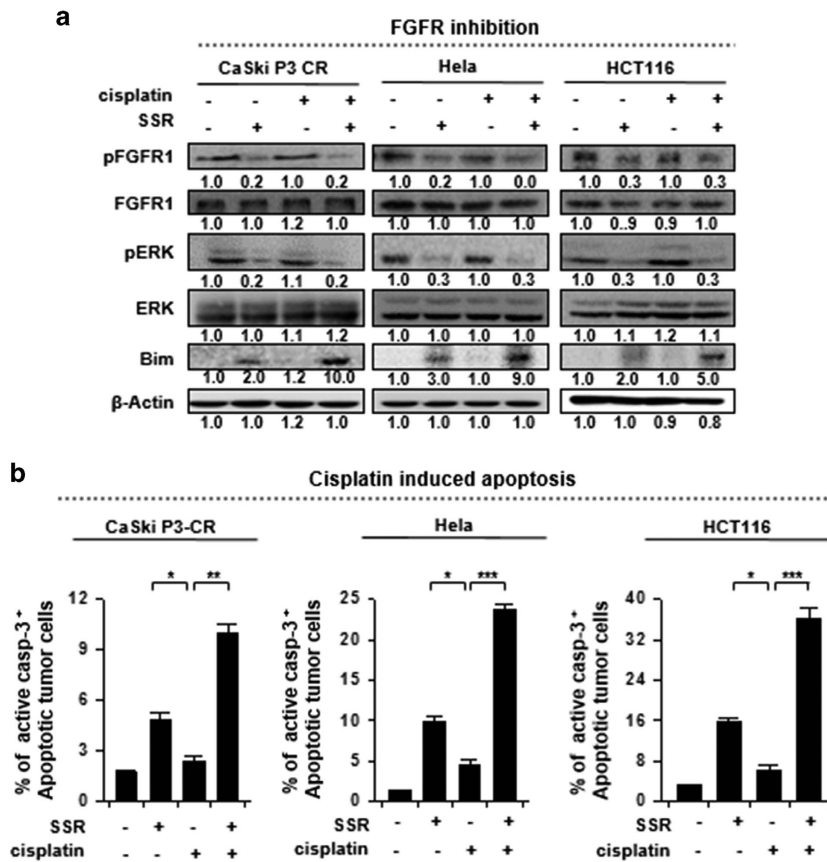 a
FGFR inhibition
CaSki P3 CR Hela HCT116
cisplatin - - + + - - + + - - + +
SSR - + - + - + - + - + - +
pFGFR1
1.0 0.2 1.0 0.2 1.0 0.2 1.0 0.0 1.0 0.3 1.0 0.3
FGFR1
1.0 1.0 1.2 1.0 1.0 1.0 1.0 1.0 1.0 0..9 0.9 1.0
pERK
1.0 0.2 1.1 0.2 1.0 0.3 1.0 0.3 1.0 0.3 1.0 0.3
ERK
1.0 1.0 1.1 1.2 1.0 1.0 1.0 1.0 1.0 1.1 1.2 1.1
Bim
1.0 2.0 1.2 10.0 1.0 3.0 1.0 9.0 1.0 2.0 1.0 5.0
β-Actin
1.0 1.0 1.2 1.0 1.0 1.0 1.0 1.0 1.0 1.0 0.9 0.8
b
Cisplatin induced apoptosis
CaSki P3-CR Hela HCT116
% of active casp-3+
Apoptotic tumor cells
12
9
6
3
0
* **
% of active casp-3+
Apoptotic tumor cells
25
20
15
10
5
0
* ***
% of active casp-3+
Apoptotic tumor cells
40
36
24
16
8
0
* ***
SSR - + - + - + - + - + - +
cisplatin - - + + - - + + - - + +